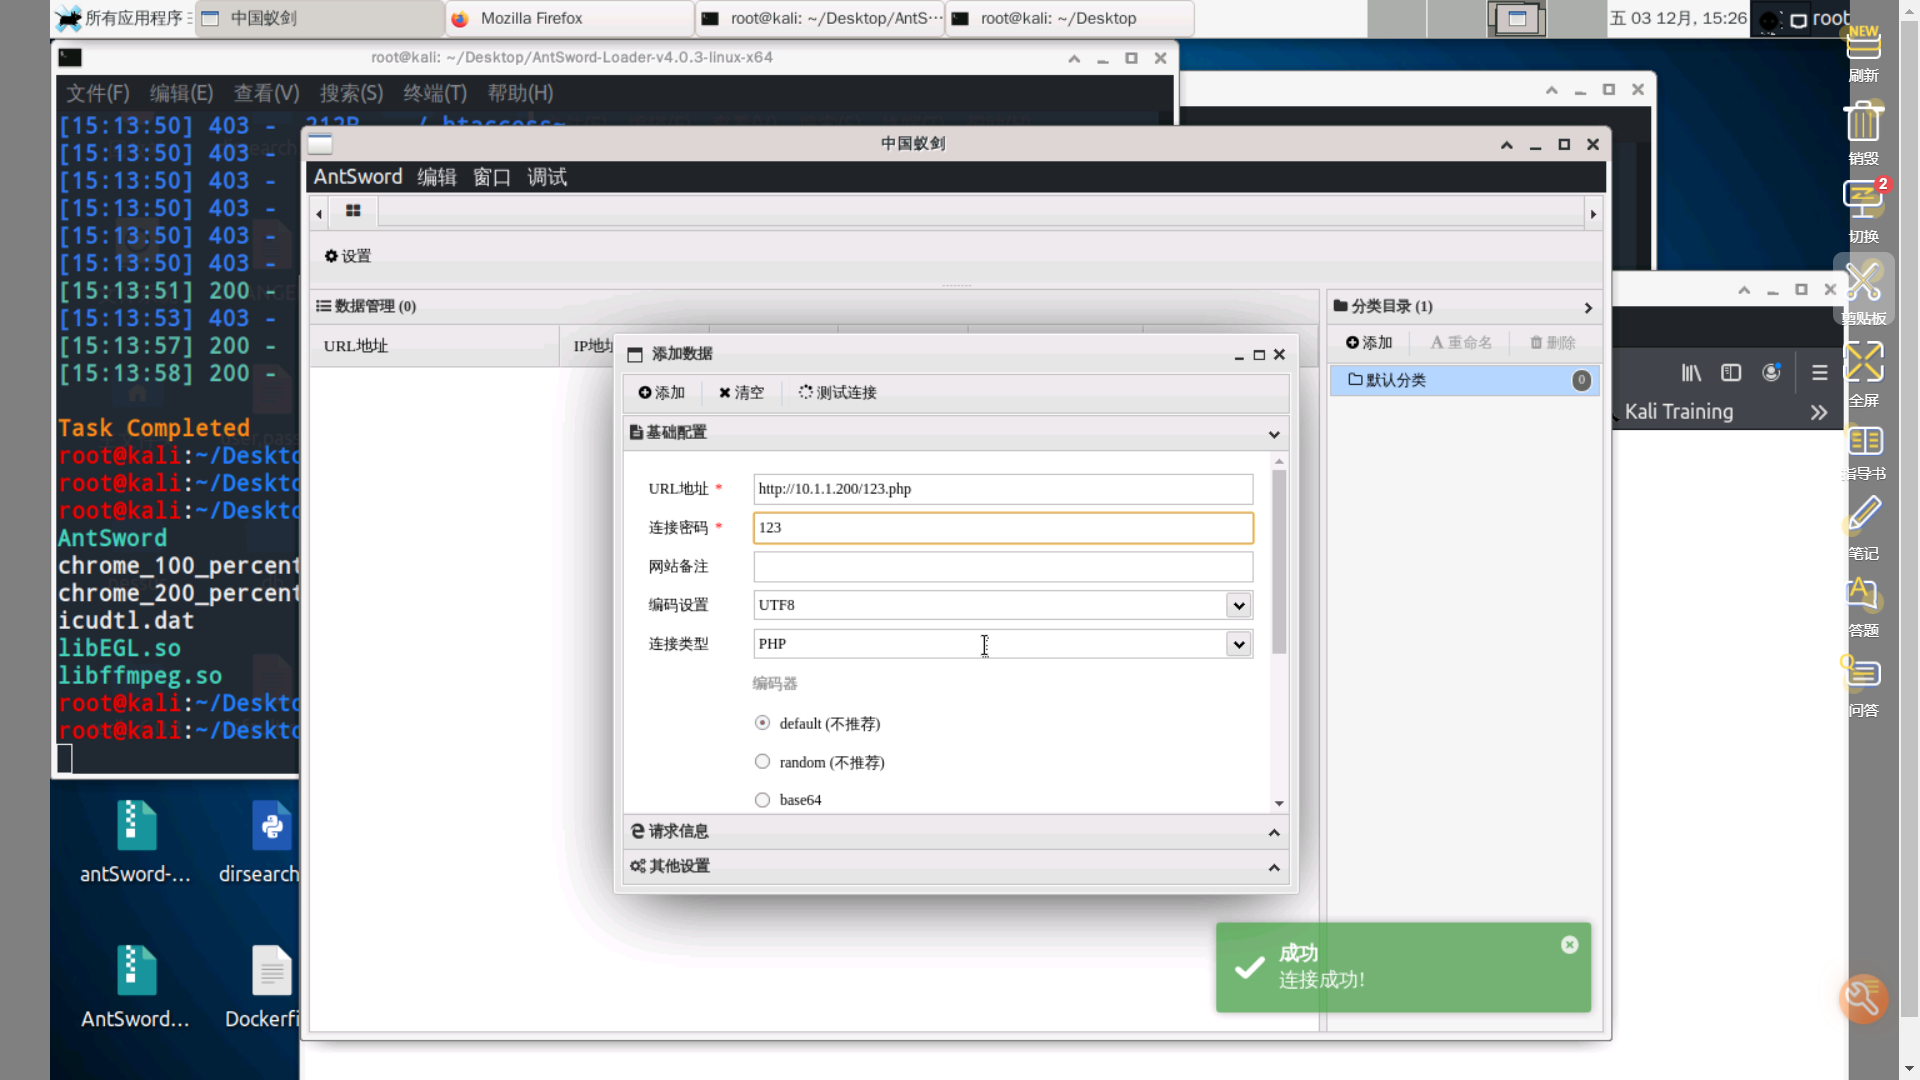 所有应用程序
中国蚁剑
Mozilla Firefox
root@kali: ~/Desktop/AntS…
root@kali: ~/Desktop
五 03 12月, 15:26
root
root@kali: ~/Desktop/AntSword-Loader-v4.0.3-linux-x64
文件(F) 编辑(E) 查看(V) 搜索(S) 终端(T) 帮助(H)
[15:13:50] 403 - 212B
[15:13:50] 403 -
[15:13:50] 403 -
[15:13:50] 403 -
[15:13:50] 403 -
[15:13:50] 403 -
[15:13:51] 200 -
[15:13:53] 403 -
[15:13:57] 200 -
[15:13:58] 200 -
Task Completed
root@kali:~/Deskto
root@kali:~/Deskto
root@kali:~/Deskto
AntSword
chrome_100_percent
chrome_200_percent
icudtl.dat
libEGL.so
libffmpeg.so
root@kali:~/Deskto
root@kali:~/Deskto
antSword-...
dirsearch
AntSword...
Dockerfi
中国蚁剑
AntSword 编辑 窗口 调试
设置
数据管理 (0)
URL地址
IP地址
分类目录 (1)
添加
重命名
删除
默认分类
0
添加数据
添加
清空
测试连接
基础配置
URL地址 * http://10.1.1.200/123.php
连接密码 * 123
网站备注
编码设置 UTF8
连接类型 PHP
编码器
default (不推荐)
random (不推荐)
base64
请求信息
其他设置
成功
连接成功!
Kali Training
NEW
刷新
销毁
2
切换
剪贴板
全屏
指导书
笔记
答题
问答